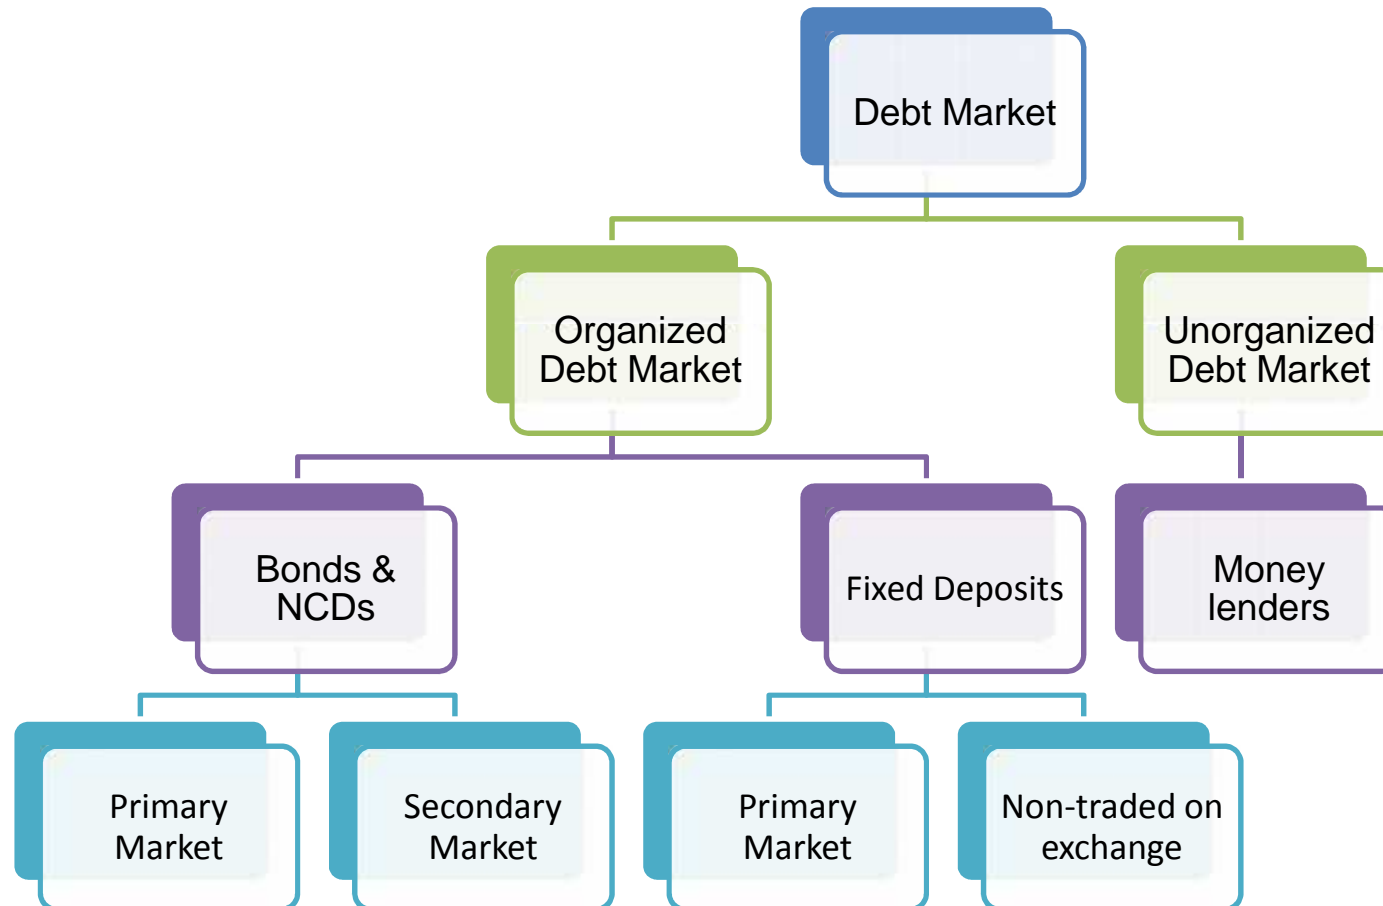 Debt Market
Organized
Debt Market
Unorganized
Debt Market
Bonds &
NCDs
Fixed Deposits
Money
lenders
Primary
Market
Secondary
Market
Primary
Market
Non-traded on
exchange